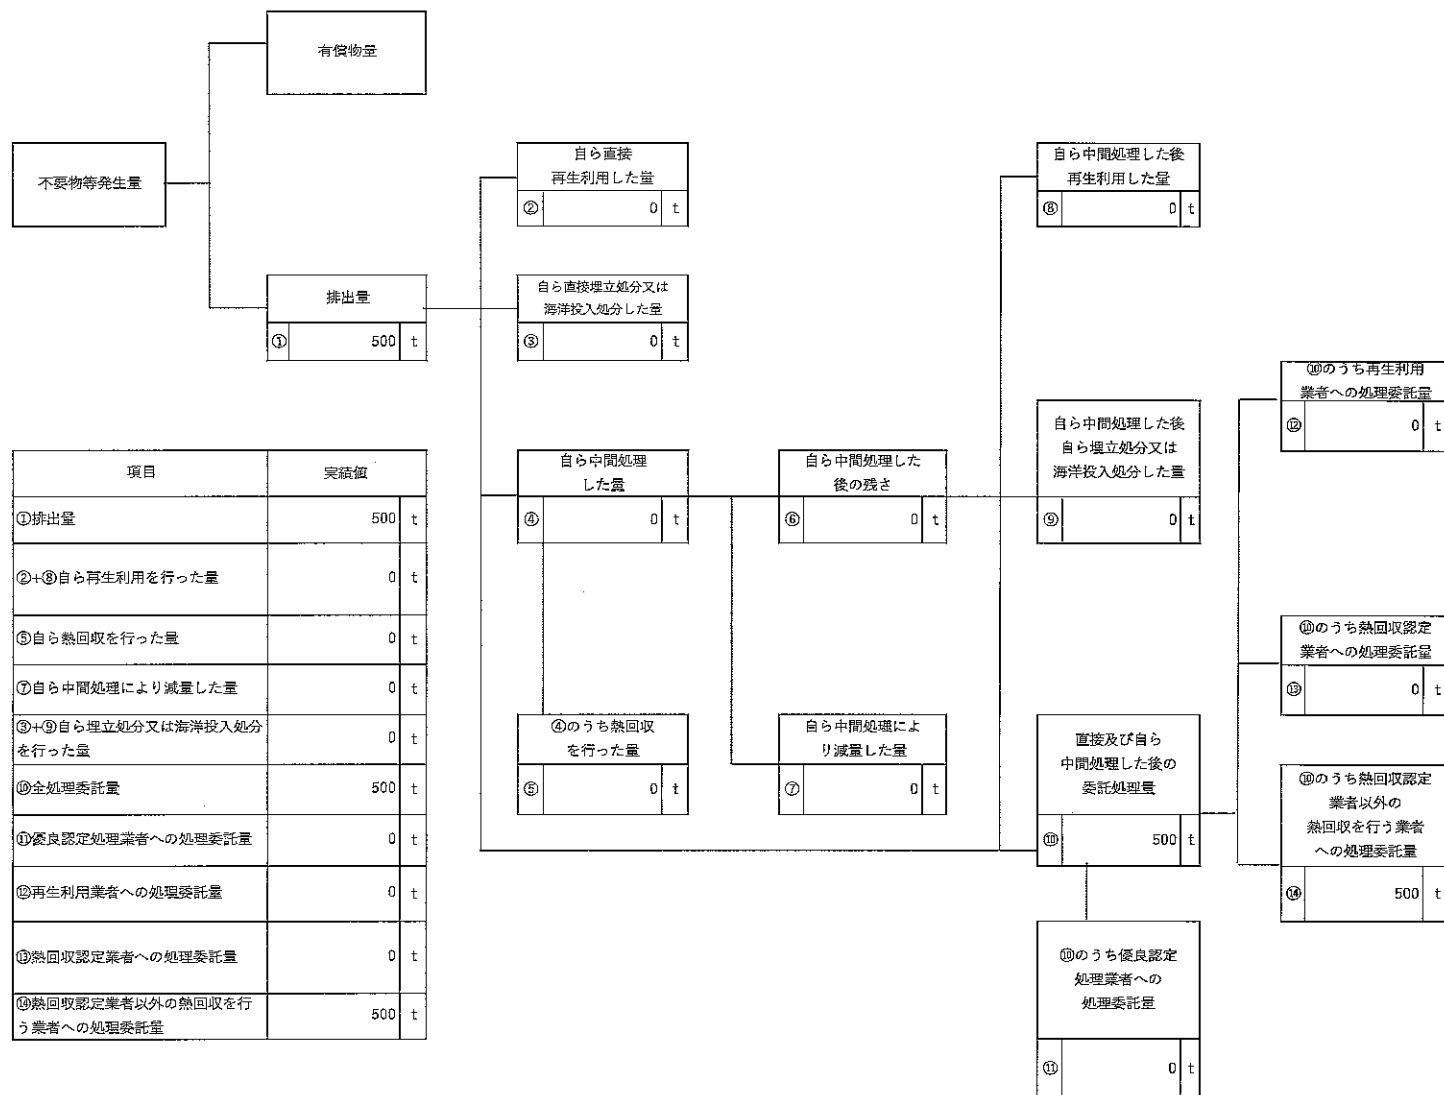 有償物量
不要物等発生量
排出量
① 500 t
自ら直接
再生利用した量
② 0 t
自ら直接埋立処分又は
海洋投入処分した量
③ 0 t
自ら中間処理
した量
④ 0 t
④のうち熱回収
を行った量
⑤ 0 t
自ら中間処理した
後の残さ
⑥ 0 t
自ら中間処理によ
り減量した量
⑦ 0 t
自ら中間処理した後
再生利用した量
⑧ 0 t
自ら中間処理した後
自ら埋立処分又は
海洋投入処分した量
⑨ 0 t
直接及び自ら
中間処理した後の
委託処理量
⑩ 500 t
⑩のうち優良認定
処理業者への
処理委託量
⑪ 0 t
⑩のうち再生利用
業者への処理委託量
⑫ 0 t
⑩のうち熱回収認定
業者への処理委託量
⑬ 0 t
⑩のうち熱回収認定
業者以外の
熱回収を行う業者
への処理委託量
⑭ 500 t
項目 実績値
①排出量 500 t
②+⑧自ら再生利用を行った量 0 t
⑤自ら熱回収を行った量 0 t
⑦自ら中間処理により減量した量 0 t
③+⑨自ら埋立処分又は海洋投入処分
を行った量 0 t
⑩全処理委託量 500 t
⑪優良認定処理業者への処理委託量 0 t
⑫再生利用業者への処理委託量 0 t
⑬熱回収認定業者への処理委託量 0 t
⑭熱回収認定業者以外の熱回収を行
う業者への処理委託量 500 t